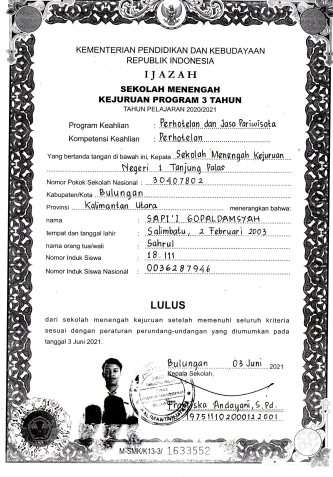 KEMENTERIAN PENDIDIKAN DAN KEBUDAYAAN
REPUBLIK INDONESIA
IJAZAH
SEKOLAH MENENGAH
KEJURUAN PROGRAM 3 TAHUN
TAHUN PELAJARAN 2020/2021
Program Keahlian : Perhotelan dan Jasa Pariwisata
Kompetensi Keahlian : Perhotelan
Yang bertanda tangan di bawah ini, Kepala Sekolah Menengah Kejuruan
Negeri 1 Tanjung Palas
Nomor Pokok Sekolah Nasional : 30407802
Kabupaten/Kota Bulungan
Provinsi Kalimantan Utara menerangkan bahwa:
nama : SAPI'I GOPALDAMSYAH
tempat dan tanggal lahir : Salimbatu, 2 Februari 2003
nama orang tua/wali : Sahrul
Nomor Induk Siswa : 18.111
Nomor Induk Siswa Nasional : 0036287946
LULUS
dari sekolah menengah kejuruan setelah memenuhi seluruh kriteria
sesuai dengan peraturan perundang-undangan yang diumumkan pada
tanggal 3 Juni 2021.
Bulungan 03 Juni 2021
Kepala Sekolah,
Andayani, S.Pd.
197511102000122001
M-SMK/K13-3/ 1633552